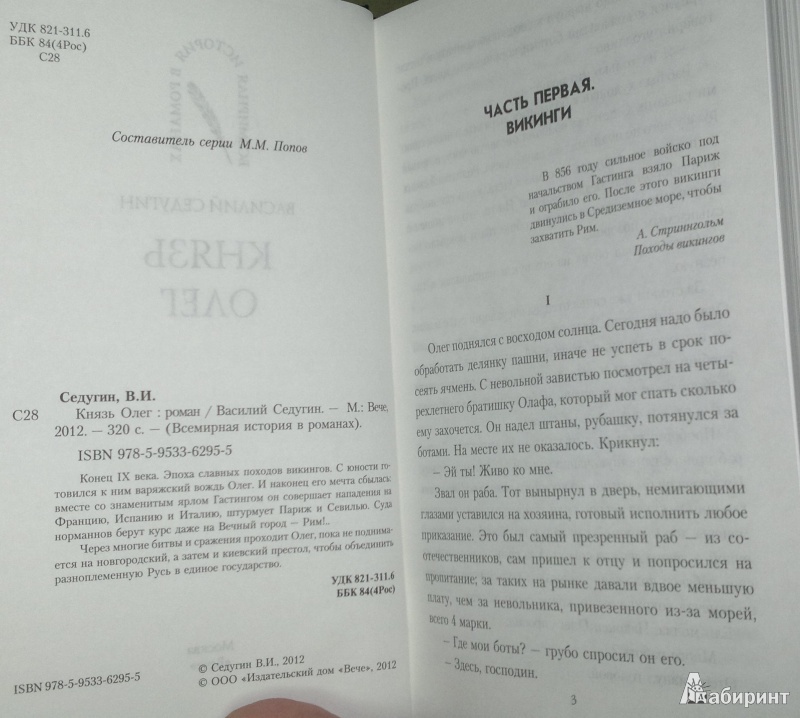 УДК 821-311.6
ББК 84(4Рос)
С28
Составитель серии М.М. Попов
Седугин, В.И.
С28 Князь Олег : роман / Василий Седугин. — М.: Вече,
2012. — 320 с. — (Всемирная история в романах).
ISBN 978-5-9533-6295-5
Конец IX века. Эпоха славных походов викингов. С юности го-
товился к ним варяжский вождь Олег. И наконец его мечта сбылась:
вместе со знаменитым ярлом Гастингом он совершает нападения на
Францию, Испанию и Италию, штурмует Париж и Севилью. Суда
норманнов берут курс даже на Вечный город — Рим!..
Через многие битвы и сражения проходит Олег, пока не поднима-
ется на новгородский, а затем и киевский престол, чтобы объединить
разноплеменную Русь в единое государство.
УДК 821-311.6
ББК 84(4Рос)
ISBN 978-5-9533-6295-5
© Седугин В.И., 2012
© ООО «Издательский дом «Вече», 2012
ЧАСТЬ ПЕРВАЯ.
ВИКИНГИ
В 856 году сильное войско под
начальством Гастинга взяло Париж
и ограбило его. После этого викинги
двинулись в Средиземное море, чтобы
захватить Рим.
А. Стриннгольм
Походы викингов
I
Олег поднялся с восходом солнца. Сегодня надо было
обработать делянку пашни, иначе не успеть в срок по-
сеять ячмень. С невольной завистью посмотрел на четы-
рехлетнего братишку Олафа, который мог спать сколько
ему захочется. Он надел штаны, рубашку, потянулся за
ботами. На месте их не оказалось. Крикнул:
– Эй ты! Живо ко мне.
Звал он раба. Тот вынырнул в дверь, немигающими
глазами уставился на хозяина, готовый исполнить любое
приказание. Это был самый презренный раб — из со-
отечественников, сам пришел к отцу и попросился на
пропитание; за таких на рынке давали вдвое меньшую
плату, чем за невольника, привезенного из-за морей,
всего 4 марки.
– Где мои боты? — грубо спросил он его.
– Здесь, господин.
3
Лабиринт